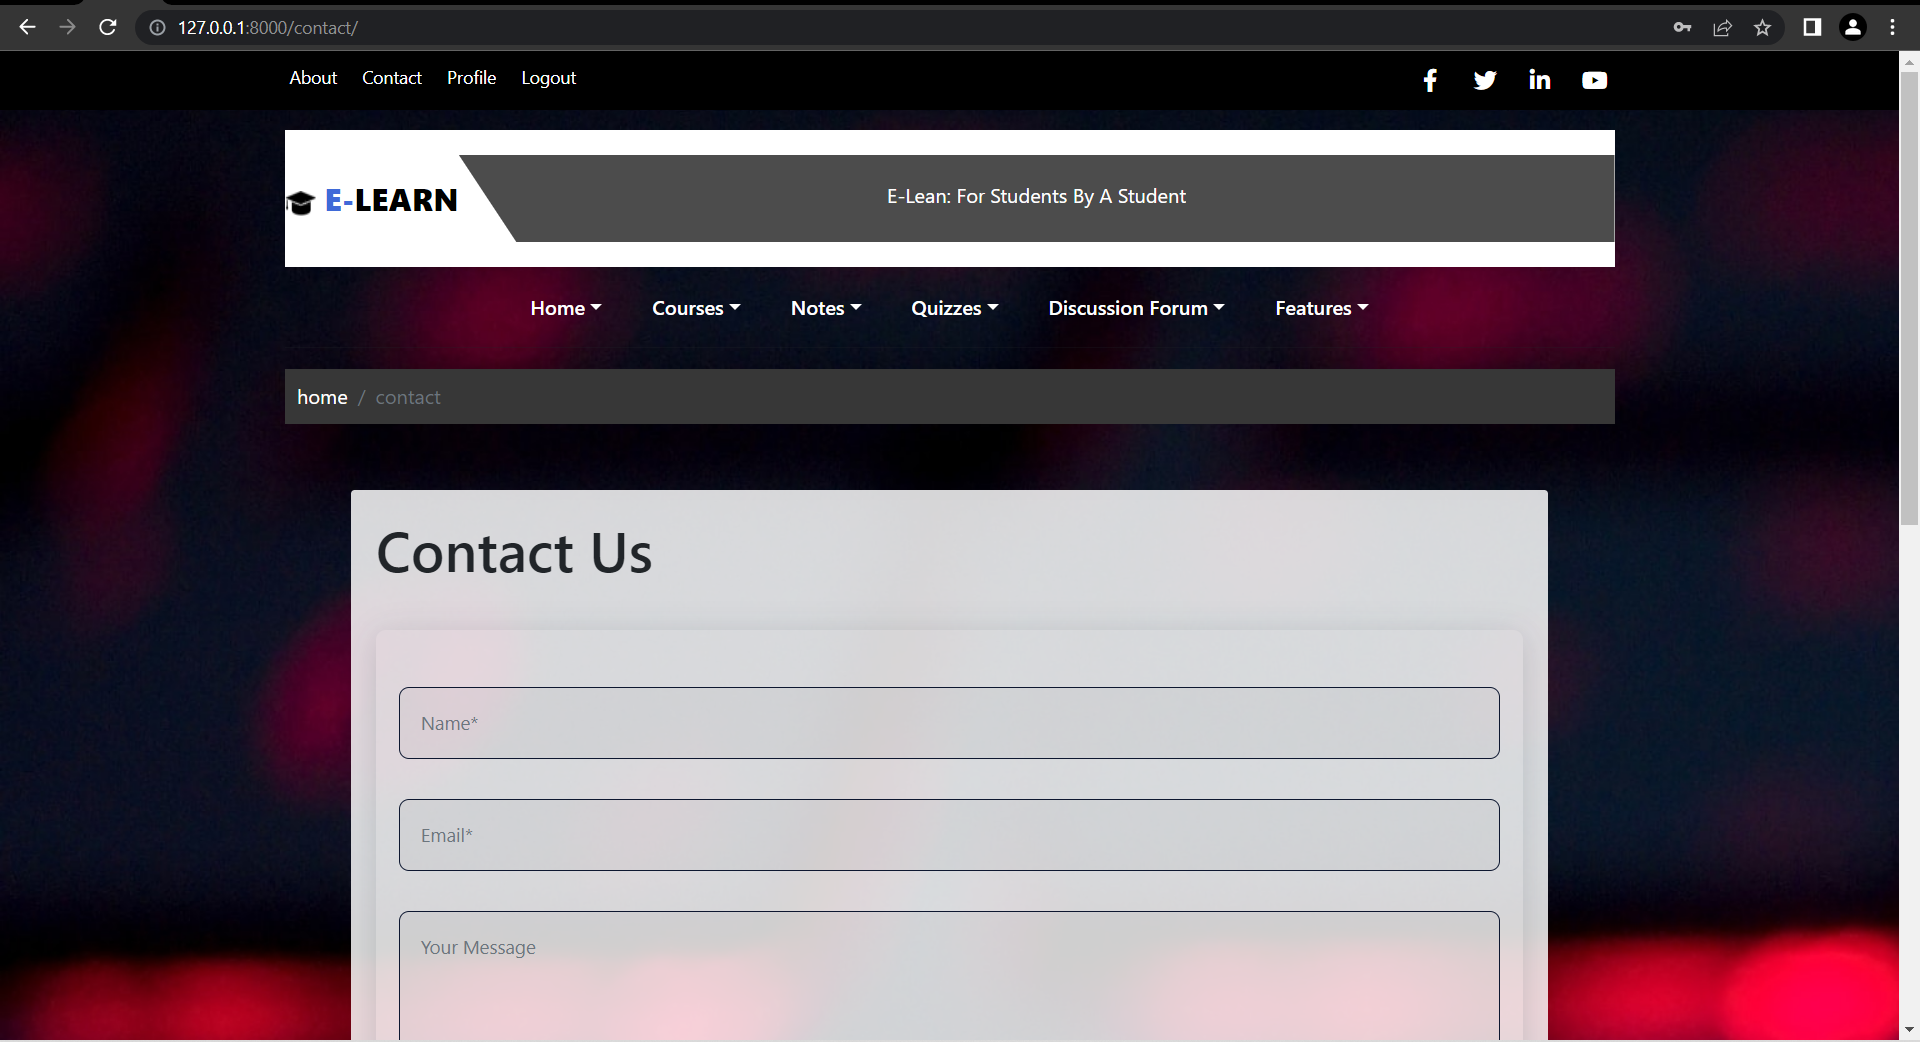 127.0.0.1:8000/contact/
About Contact Profile Logout
E-LEARN
E-Lean: For Students By A Student
Home Courses Notes Quizzes Discussion Forum Features
home / contact
Contact Us
Name*
Email*
Your Message